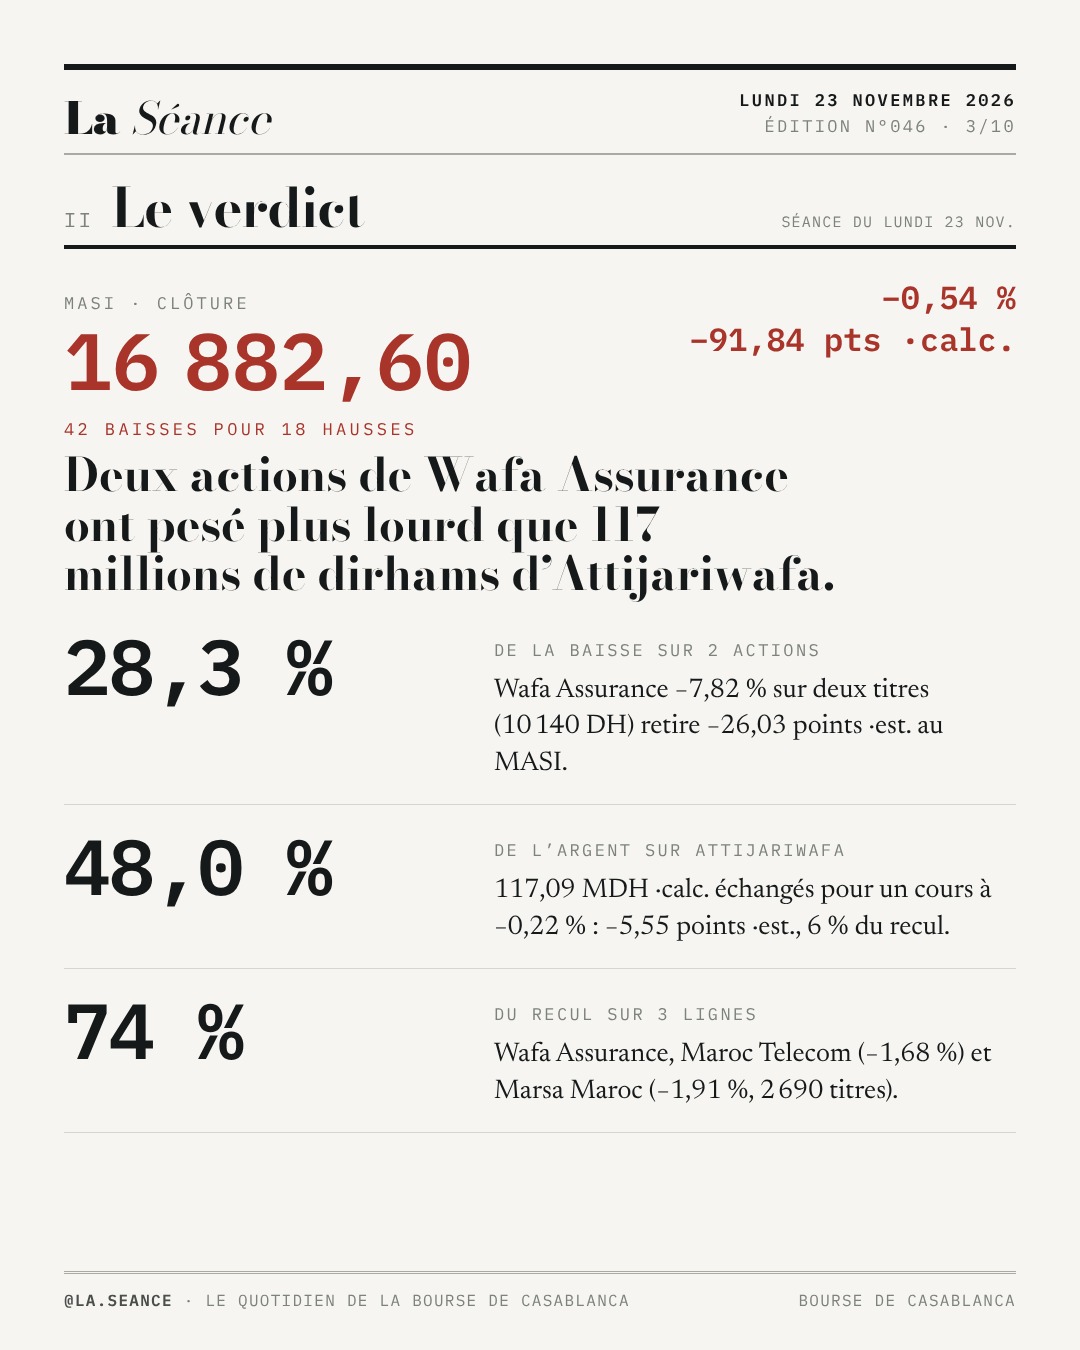 La Séance
LUNDI 23 NOVEMBRE 2026
ÉDITION N°046 · 3/10
II Le verdict
SÉANCE DU LUNDI 23 NOV.
MASI · CLÔTURE
16 882,60
−0,54 %
−91,84 pts ·calc.
42 BAISSES POUR 18 HAUSSES
Deux actions de Wafa Assurance
ont pesé plus lourd que 117
millions de dirhams d’Attijariwafa.
28,3 %
DE LA BAISSE SUR 2 ACTIONS
Wafa Assurance −7,82 % sur deux titres
(10 140 DH) retire −26,03 points ·est. au
MASI.
48,0 %
DE L’ARGENT SUR ATTIJARIWAFA
117,09 MDH ·calc. échangés pour un cours à
−0,22 % : −5,55 points ·est., 6 % du recul.
74 %
DU RECUL SUR 3 LIGNES
Wafa Assurance, Maroc Telecom (−1,68 %) et
Marsa Maroc (−1,91 %, 2 690 titres).
@LA.SEANCE · LE QUOTIDIEN DE LA BOURSE DE CASABLANCA
BOURSE DE CASABLANCA